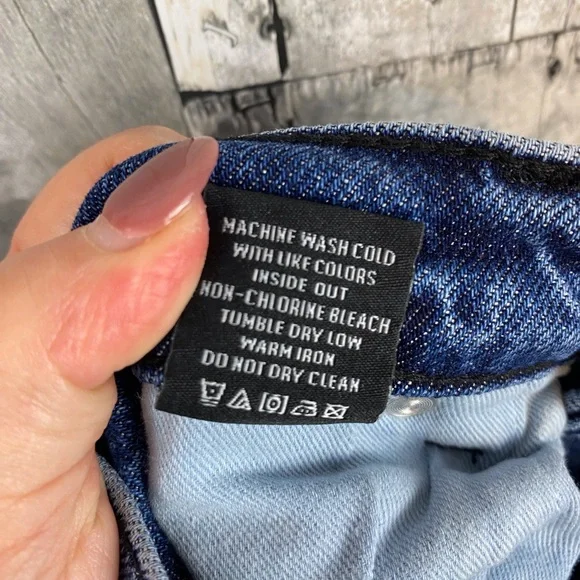 MACHINE WASH COLD
WITH LIKE COLORS
INSIDE OUT
NON-CHLORINE BLEACH
TUMBLE DRY LOW
WARM IRON
DO NOT DRY CLEAN